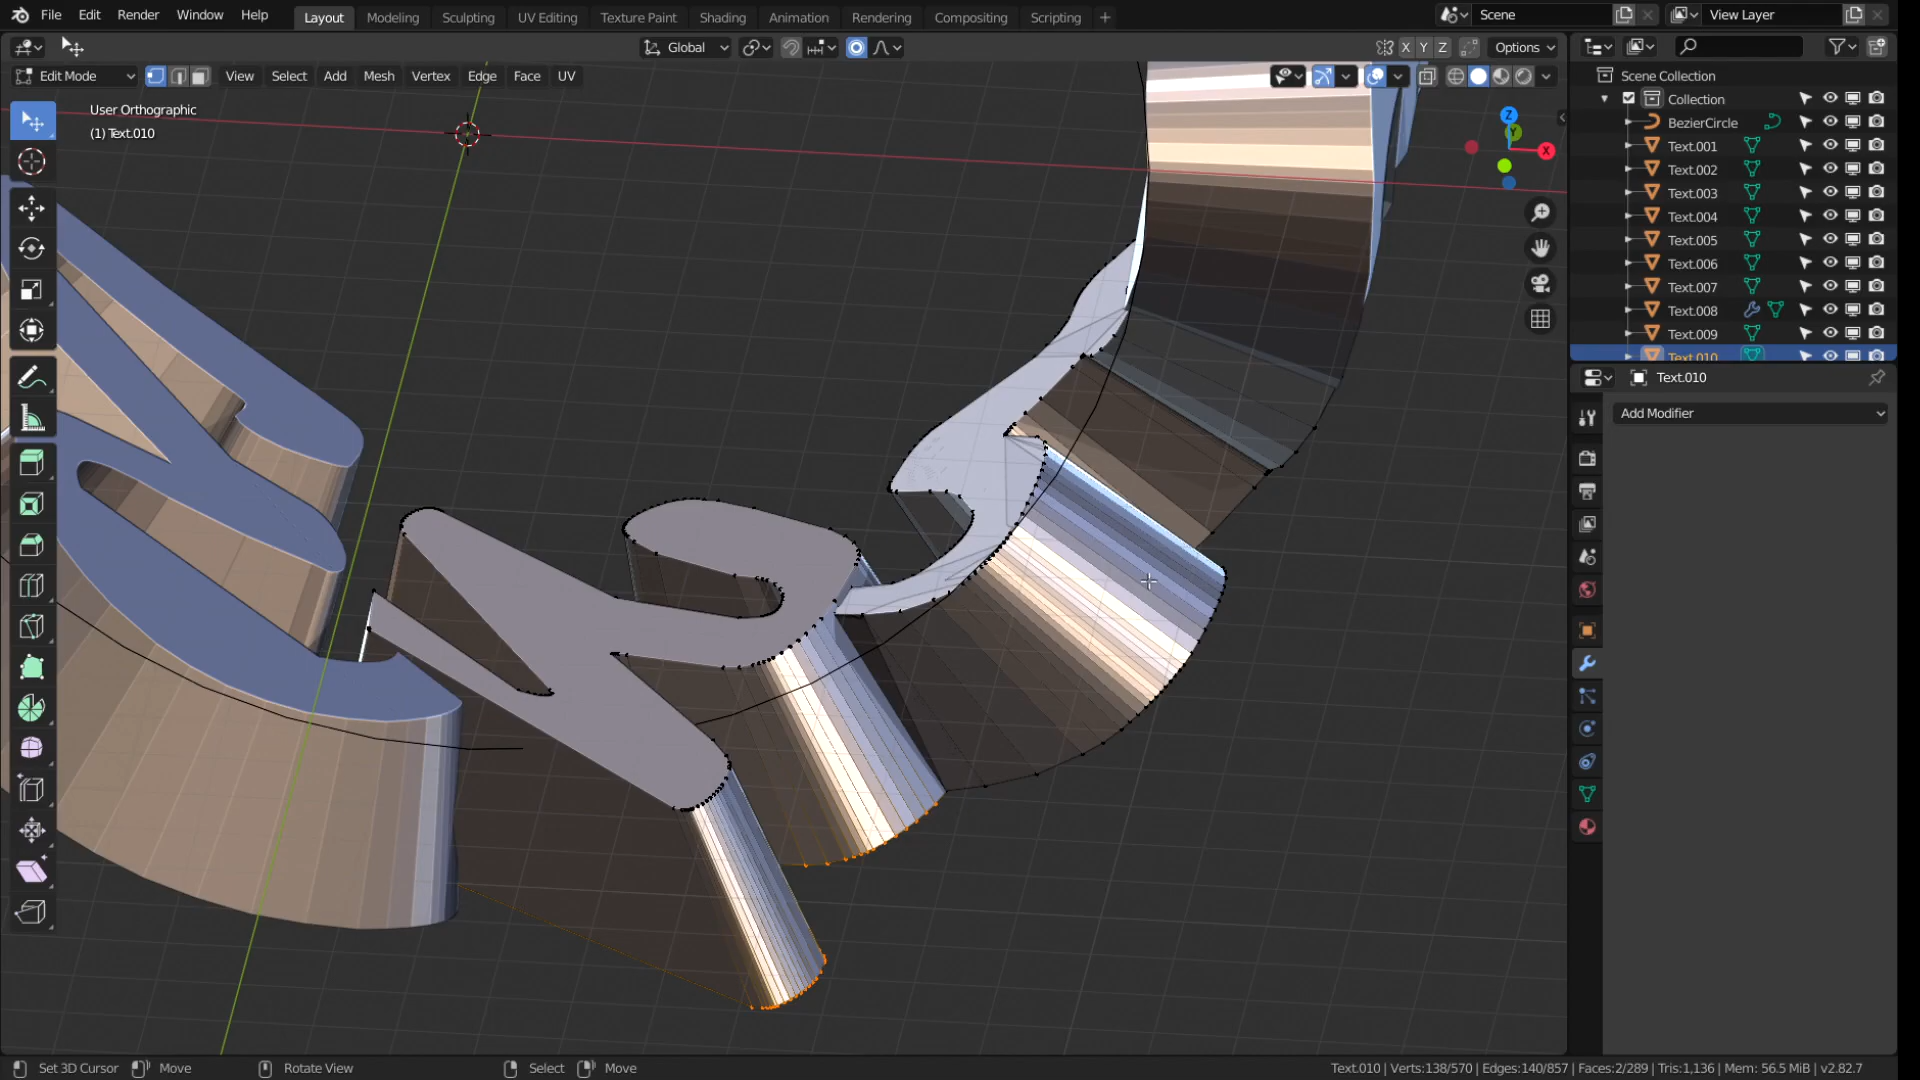 File Edit Render Window Help Layout Modeling Sculpting UV Editing Texture Paint Shading Animation Rendering Compositing Scripting + Scene View Layer
Global X Y Z Options
Edit Mode View Select Add Mesh Vertex Edge Face UV
User Orthographic
(1) Text.010
Z
Y
X
Scene Collection
Collection
BezierCircle
Text.001
Text.002
Text.003
Text.004
Text.005
Text.006
Text.007
Text.008
Text.009
Text.010
Text.010
Add Modifier
Set 3D Cursor Move Rotate View Select Move Text.010 | Verts:138/570 | Edges:140/857 | Faces:2/289 | Tris:1,136 | Mem: 56.5 MiB | v2.82.7